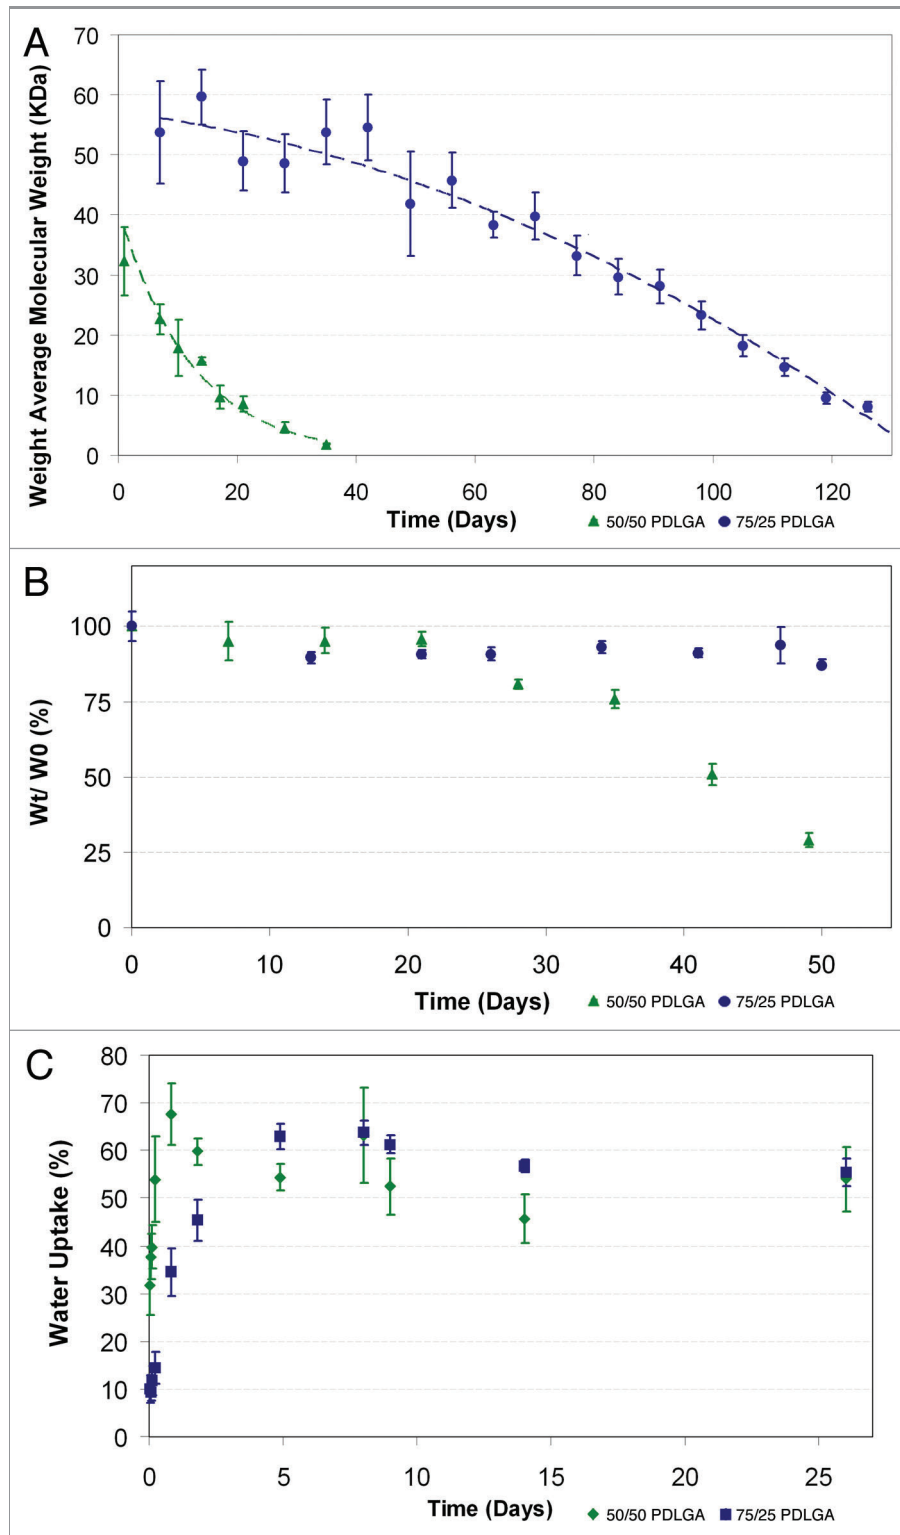 A
Weight Average Molecular Weight (KDa)
70
60
50
40
30
20
10
0
0 20 40 60 80 100 120
Time (Days)
50/50 PDLGA 75/25 PDLGA
B
Wt/ W0 (%)
100
75
50
25
0
0 10 20 30 40 50
Time (Days)
50/50 PDLGA 75/25 PDLGA
C
Water Uptake (%)
80
70
60
50
40
30
20
10
0
0 5 10 15 20 25
Time (Days)
50/50 PDLGA 75/25 PDLGA